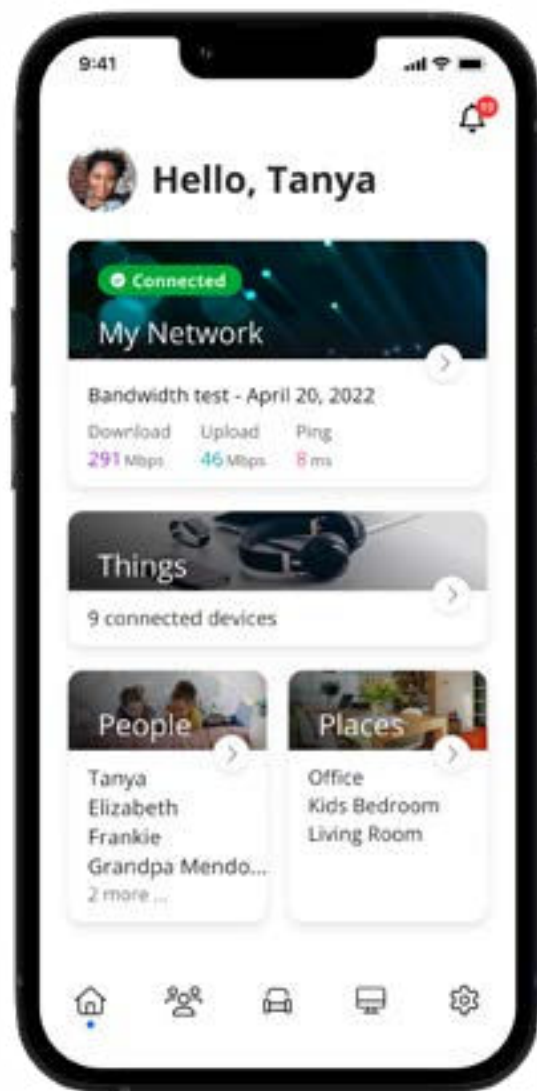 9:41
Hello, Tanya
Connected
My Network
Bandwidth test - April 20, 2022
Download Upload Ping
291 Mbps 46 Mbps 8 ms
Things
9 connected devices
People
Tanya
Elizabeth
Frankie
Grandpa Mendo...
2 more ...
Places
Office
Kids Bedroom
Living Room